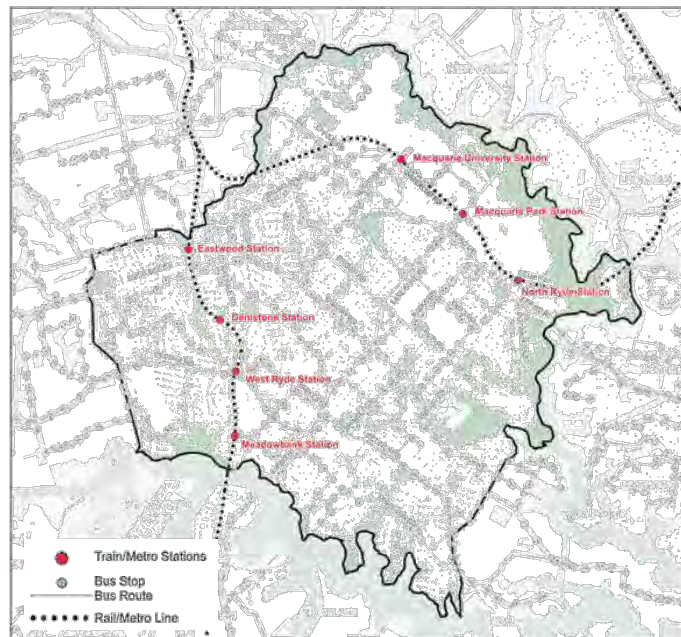 Macquarie University Station
Macquarie Park Station
Eastwood Station
North Ryde Station
Denistone Station
West Ryde Station
Meadowbank Station
Train/Metro Stations
Bus Stop
Bus Route
Rail/Metro Line